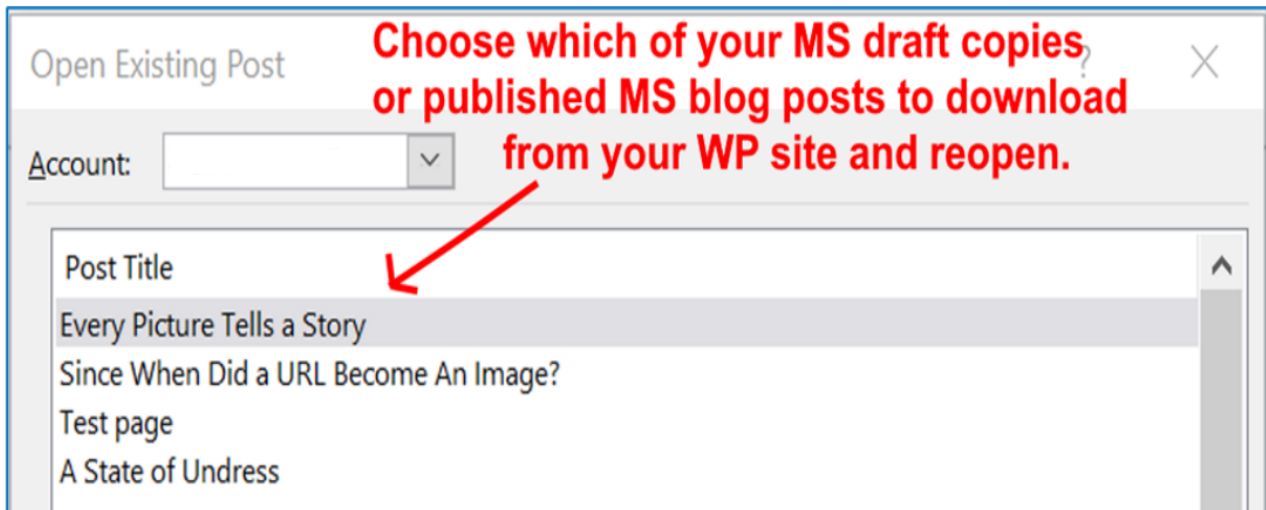 Open Existing Post
Choose which of your MS draft copies
or published MS blog posts to download
from your WP site and reopen.
?
Account:
Post Title
Every Picture Tells a Story
Since When Did a URL Become An Image?
Test page
A State of Undress